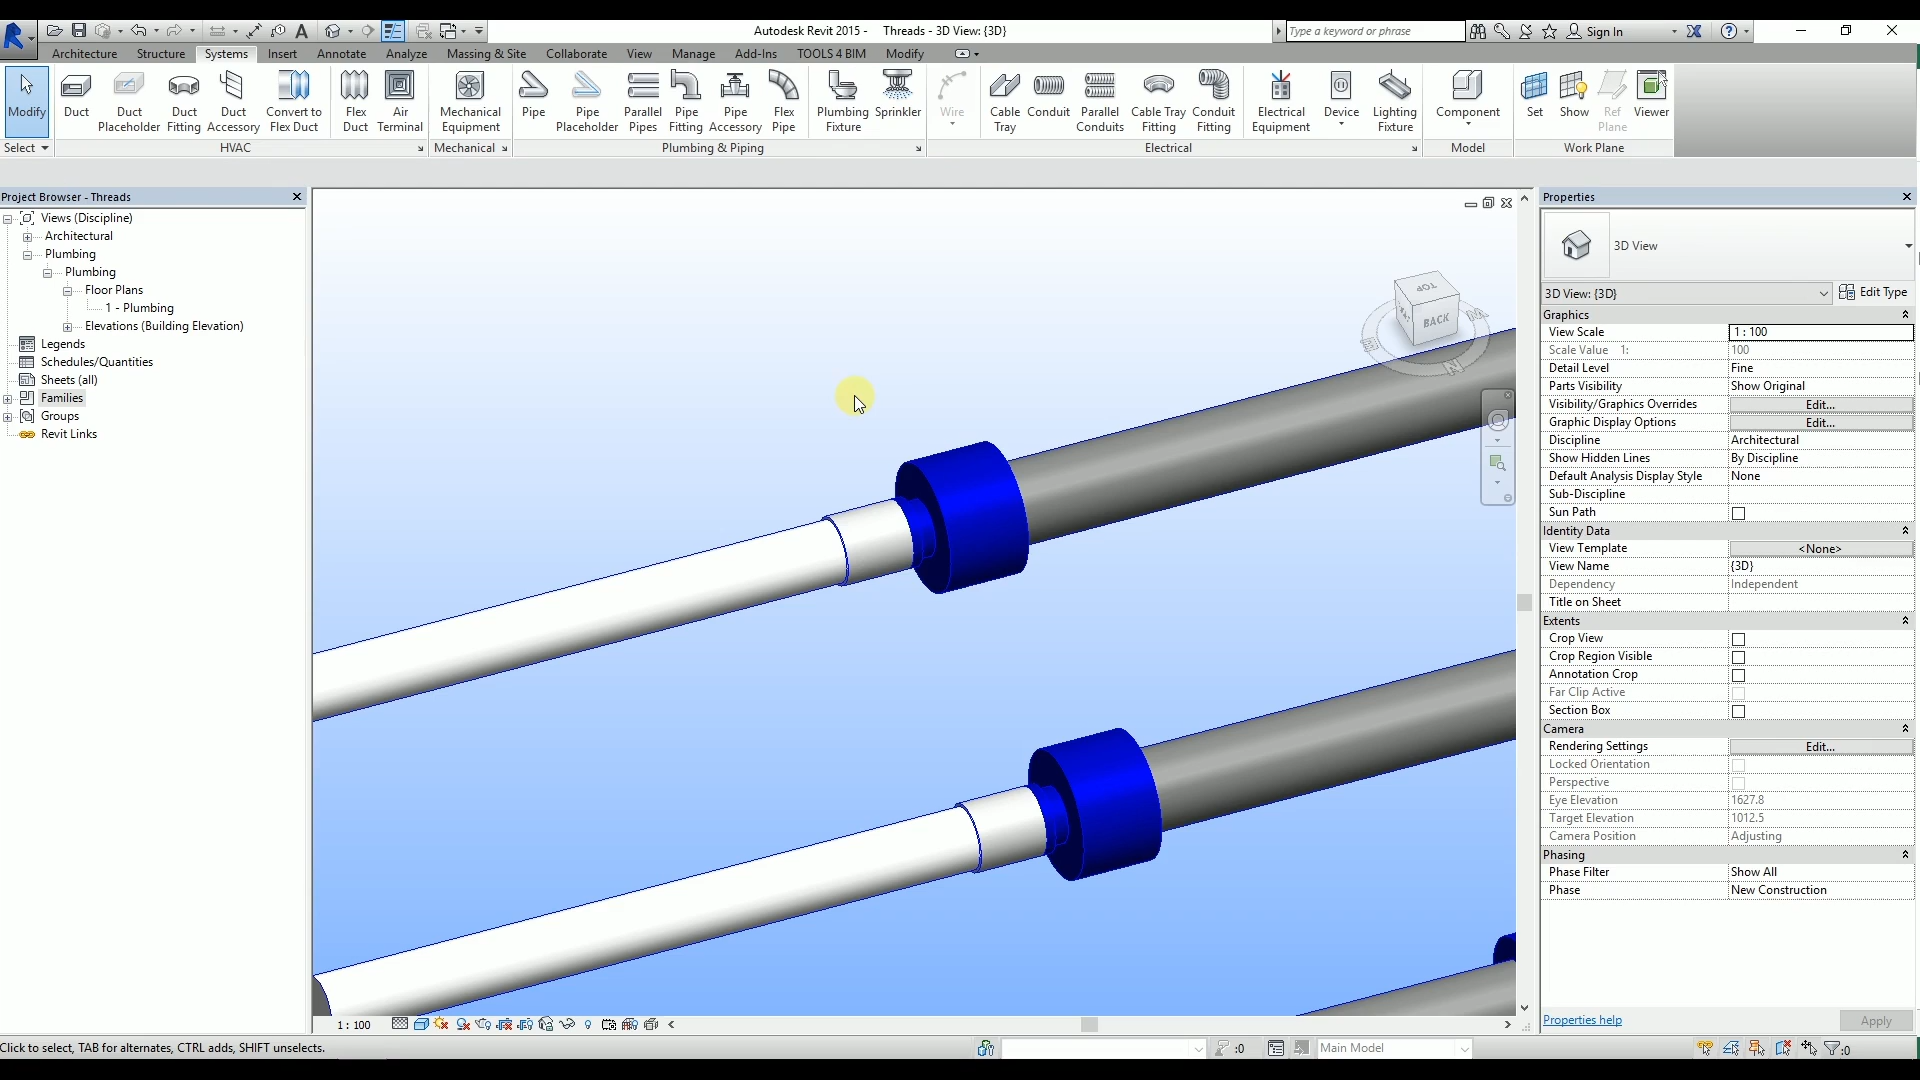 Autodesk Revit 2015 - Threads - 3D View: {3D}
Type a keyword or phrase
Sign In
Architecture Structure Systems Insert Annotate Analyze Massing & Site Collaborate View Manage Add-Ins TOOLS 4 BIM Modify
Modify
Duct
Duct Placeholder
Duct Fitting
Duct Accessory
Convert to Flex Duct
Flex Duct
Air Terminal
Mechanical Equipment
Pipe
Pipe Placeholder
Parallel Pipes
Pipe Fitting
Pipe Accessory
Flex Pipe
Plumbing Fixture
Sprinkler
Wire
Cable Tray
Conduit
Parallel Conduits
Cable Tray Fitting
Conduit Fitting
Electrical Equipment
Device
Lighting Fixture
Component
Set
Show
Ref Plane
Viewer
Select HVAC Mechanical Plumbing & Piping Electrical Model Work Plane
Project Browser - Threads
Views (Discipline)
Architectural
Plumbing
Plumbing
Floor Plans
1 - Plumbing
Elevations (Building Elevation)
Legends
Schedules/Quantities
Sheets (all)
Families
Groups
Revit Links
TOP
BACK
Properties
3D View
3D View: {3D} Edit Type
Graphics
View Scale 1 : 100
Scale Value 1: 100
Detail Level Fine
Parts Visibility Show Original
Visibility/Graphics Overrides Edit...
Graphic Display Options Edit...
Discipline Architectural
Show Hidden Lines By Discipline
Default Analysis Display Style None
Sub-Discipline
Sun Path
Identity Data
View Template <None>
View Name {3D}
Dependency Independent
Title on Sheet
Extents
Crop View
Crop Region Visible
Annotation Crop
Far Clip Active
Section Box
Camera
Rendering Settings Edit...
Locked Orientation
Perspective
Eye Elevation 1627.8
Target Elevation 1012.5
Camera Position Adjusting
Phasing
Phase Filter Show All
Phase New Construction
Properties help Apply
1 : 100
Click to select, TAB for alternates, CTRL adds, SHIFT unselects.
:0
Main Model
:0